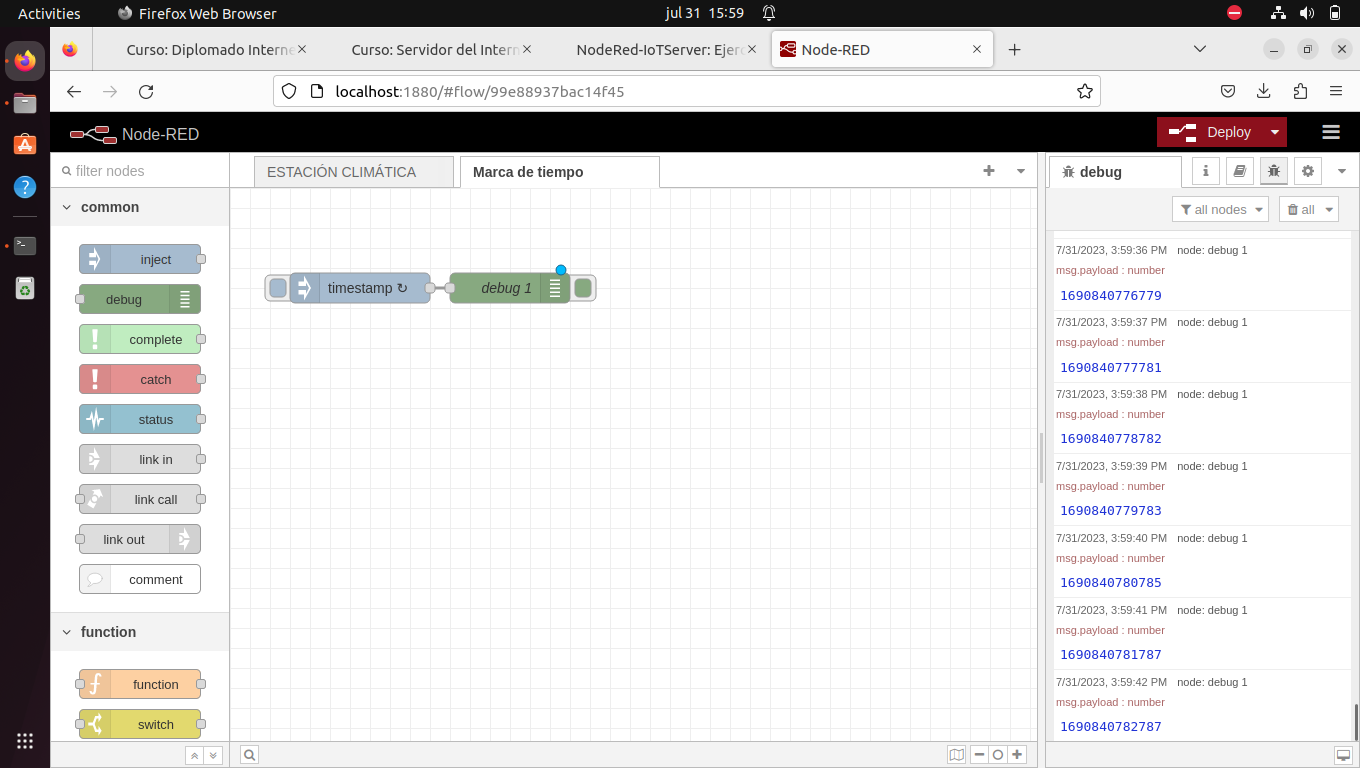 Activities
Firefox Web Browser
jul 31 15:59
Curso: Diplomado Interne
Curso: Servidor del Intern
NodeRed-IoTServer: Ejerc
Node-RED
localhost:1880/#flow/99e88937bac14f45
Node-RED
Deploy
filter nodes
common
inject
debug
complete
catch
status
link in
link call
link out
comment
function
function
switch
ESTACIÓN CLIMÁTICA
Marca de tiempo
timestamp ↻
debug 1
debug
all nodes
all
7/31/2023, 3:59:36 PM node: debug 1
msg.payload : number
1690840776779
7/31/2023, 3:59:37 PM node: debug 1
msg.payload : number
1690840777781
7/31/2023, 3:59:38 PM node: debug 1
msg.payload : number
1690840778782
7/31/2023, 3:59:39 PM node: debug 1
msg.payload : number
1690840779783
7/31/2023, 3:59:40 PM node: debug 1
msg.payload : number
1690840780785
7/31/2023, 3:59:41 PM node: debug 1
msg.payload : number
1690840781787
7/31/2023, 3:59:42 PM node: debug 1
msg.payload : number
1690840782787